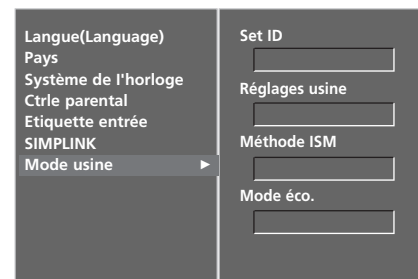 Langue(Language)
Pays
Système de l'horloge
Ctrle parental
Etiquette entrée
SIMPLINK
Mode usine ►
Set ID
Réglages usine
Méthode ISM
Mode éco.